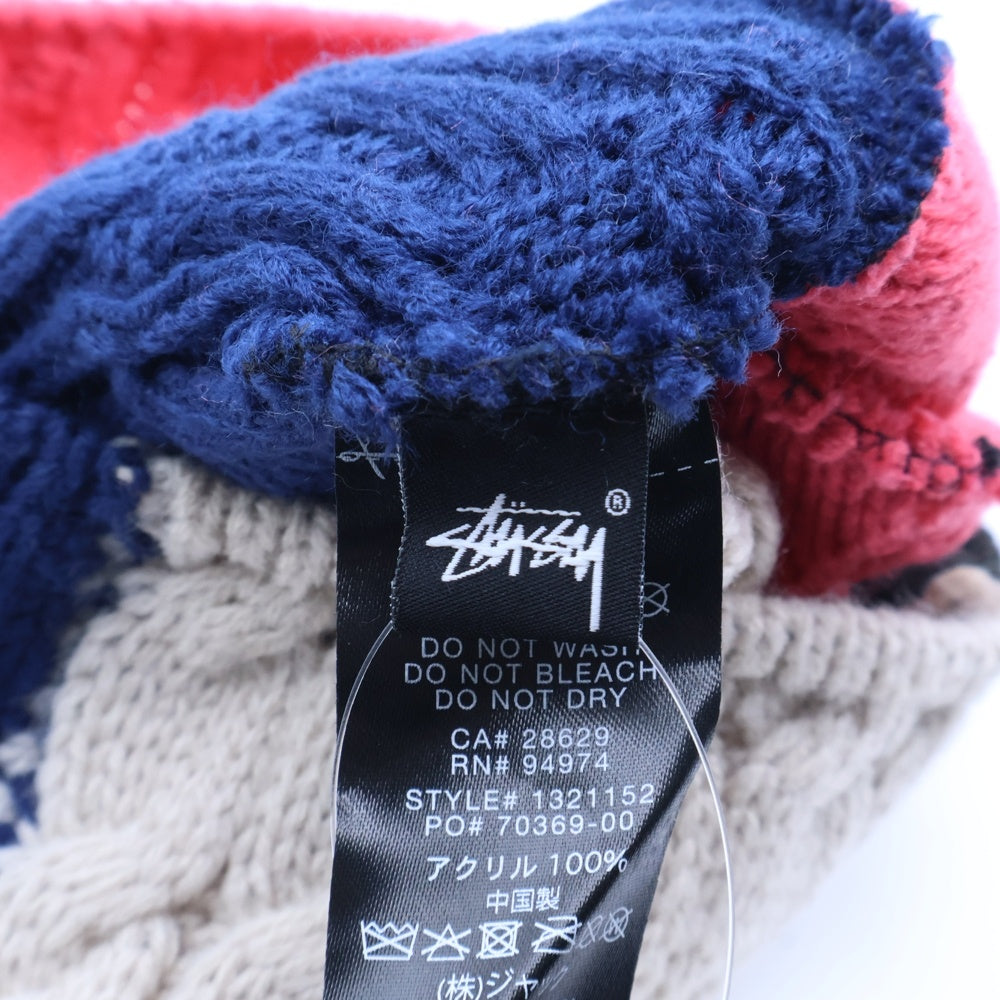 STÜSSY ®
DO NOT WASH
DO NOT BLEACH
DO NOT DRY
CA# 28629
RN# 94974
STYLE# 1321152
PO# 70369-00
アクリル 100%
中国製
(株)ジャ